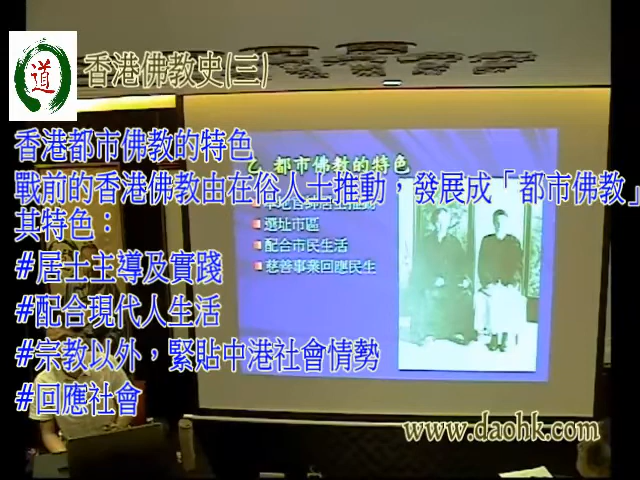 道
香港佛教史(三)
香港都市佛教的特色
乙. 都市佛教的特色
戰前的香港佛教由在俗人士推動，發展成「都市佛教」
其特色：
選址市區
#居士主導及實踐
配合市民生活
慈善事業回應民生
#配合現代人生活
#宗教以外，緊貼中港社會情勢
#回應社會
www.daohk.com